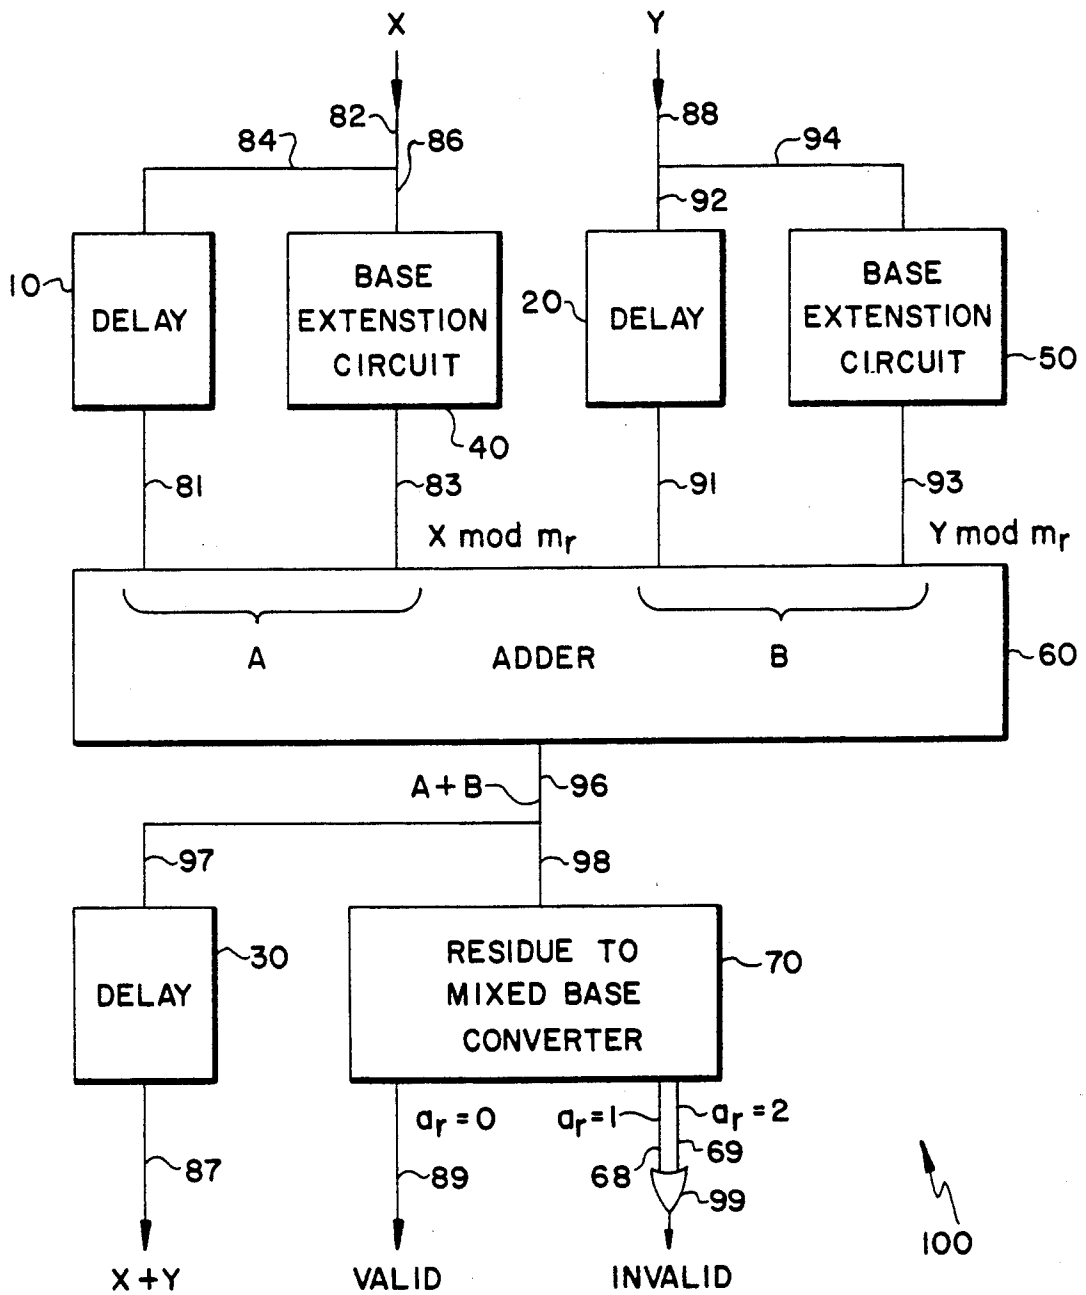 X Y
82 88
84 86 94
92
10 DELAY BASE EXTENSTION CIRCUIT 20 DELAY BASE EXTENSTION CIRCUIT 50
40
81 83 91 93
X mod mr Y mod mr
A ADDER B 60
A+B 96
97 98
DELAY 30 RESIDUE TO MIXED BASE CONVERTER 70
ar=0 ar=1 ar=2
87 89 68 69
99
100
X+Y VALID INVALID